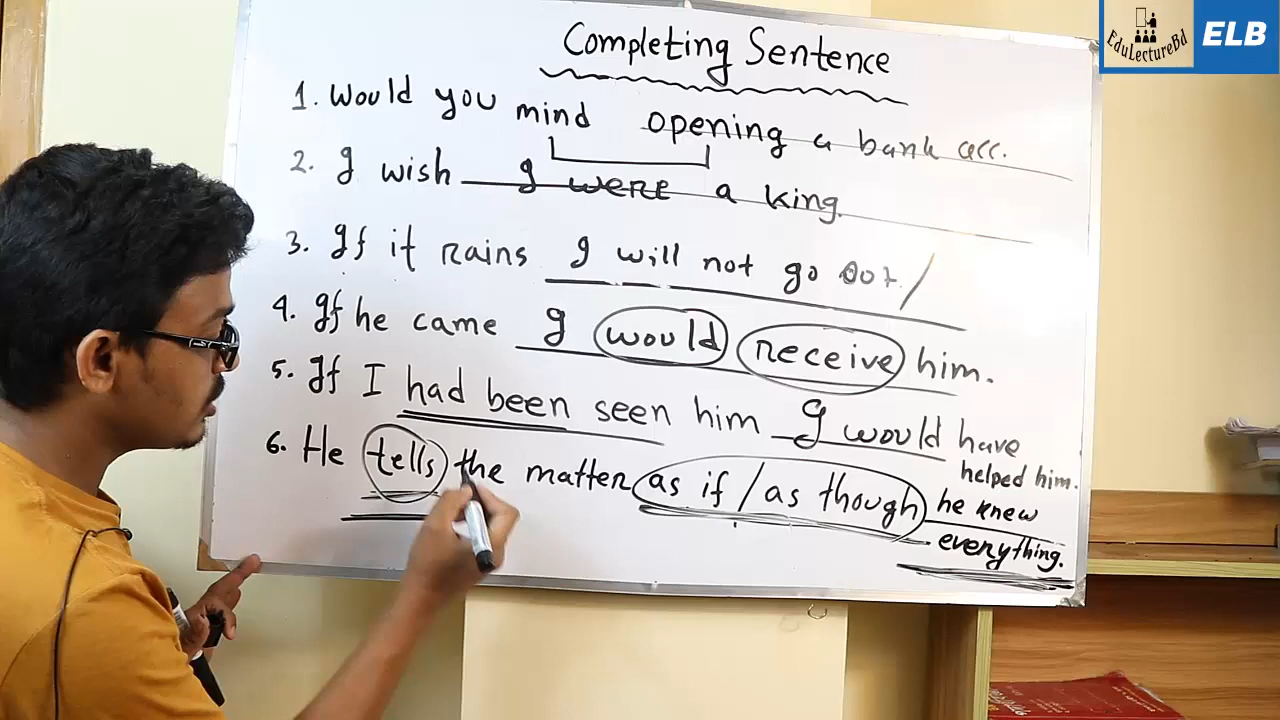 EduLectureBd ELB
Completing Sentence
1. Would you mind opening a bank acc.
2. I wish I were a king.
3. If it rains I will not go out /
4. If he came I would receive him.
5. If I had been seen him I would have
helped him.
6. He tells the matter as if / as though he knew
everything.